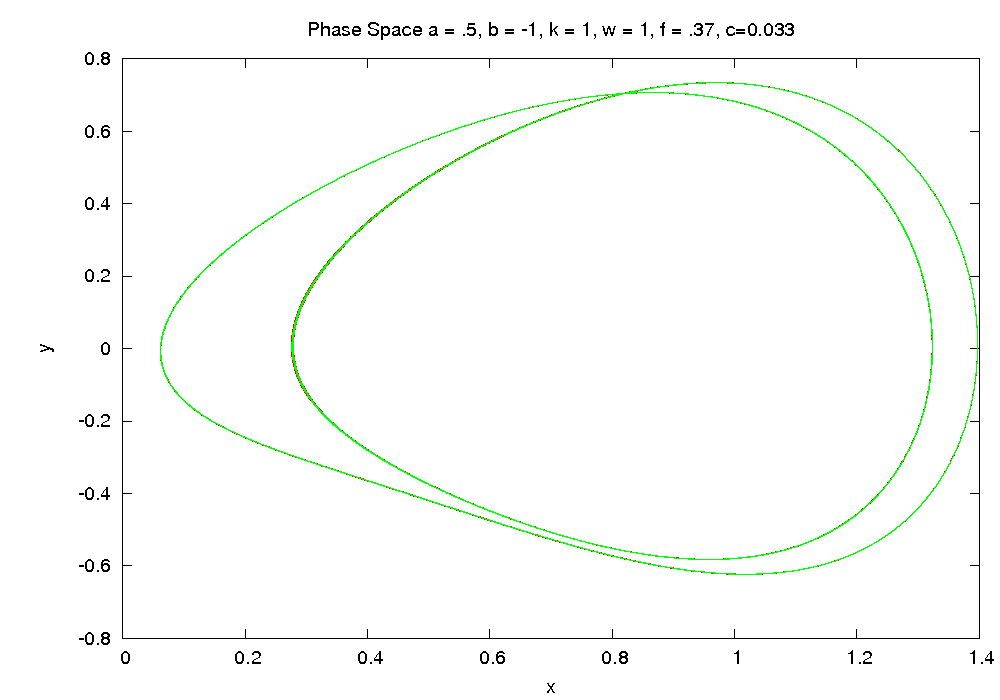 Phase Space a = .5, b = -1, k = 1, w = 1, f = .37, c=0.033
0.8
0.6
0.4
0.2
0
-0.2
-0.4
-0.6
-0.8
y
0 0.2 0.4 0.6 0.8 1 1.2 1.4
x